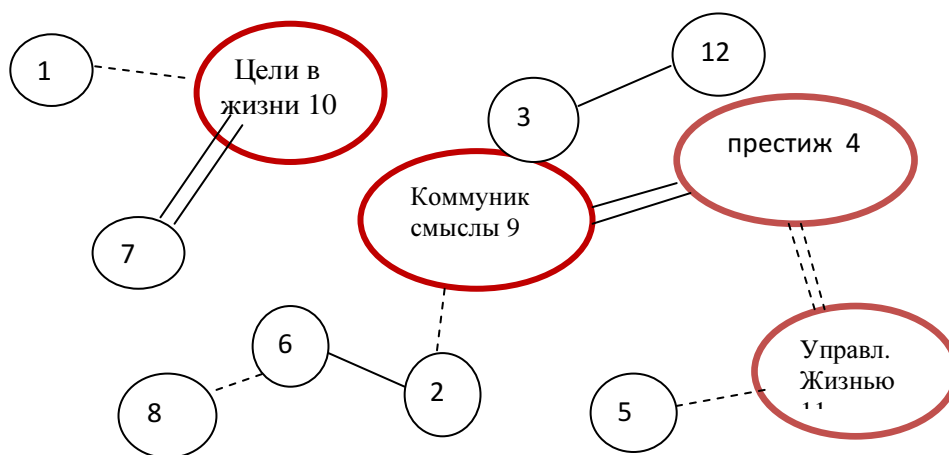 1
Цели в
жизни 10
12
3
престиж 4
Коммуник
смыслы 9
7
6
2
8
5
Управл.
Жизнью